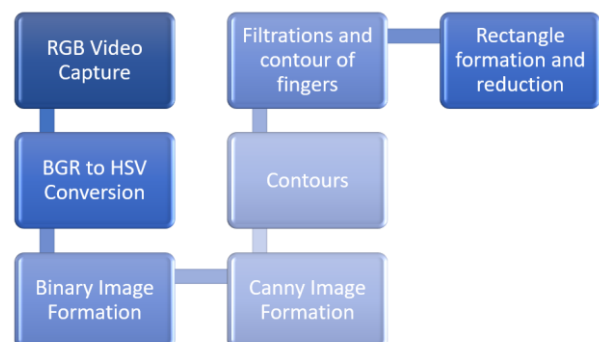 RGB Video
Capture
BGR to HSV
Conversion
Binary Image
Formation
Canny Image
Formation
Contours
Filtrations and
contour of
fingers
Rectangle
formation and
reduction